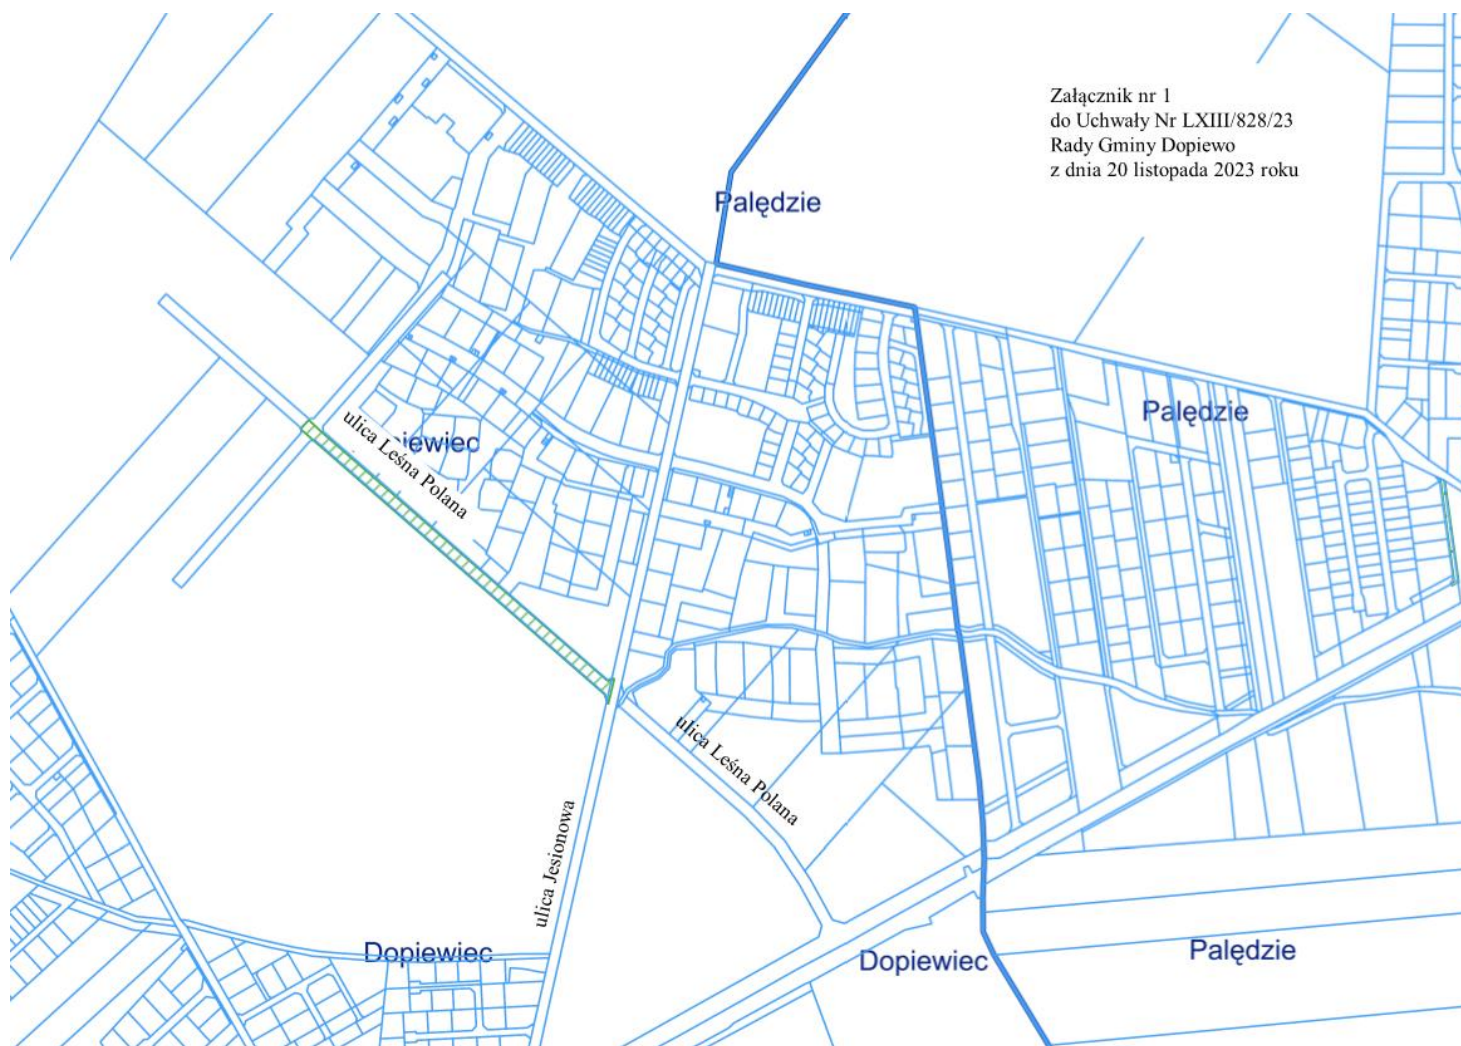 Załącznik nr 1
do Uchwały Nr LXIII/828/23
Rady Gminy Dopiewo
z dnia 20 listopada 2023 roku
Palędzie
Palędzie
ulica Leśna Polana
iewiec
ulica Leśna Polana
ulica Jesionowa
Dopiewiec
Dopiewiec
Palędzie